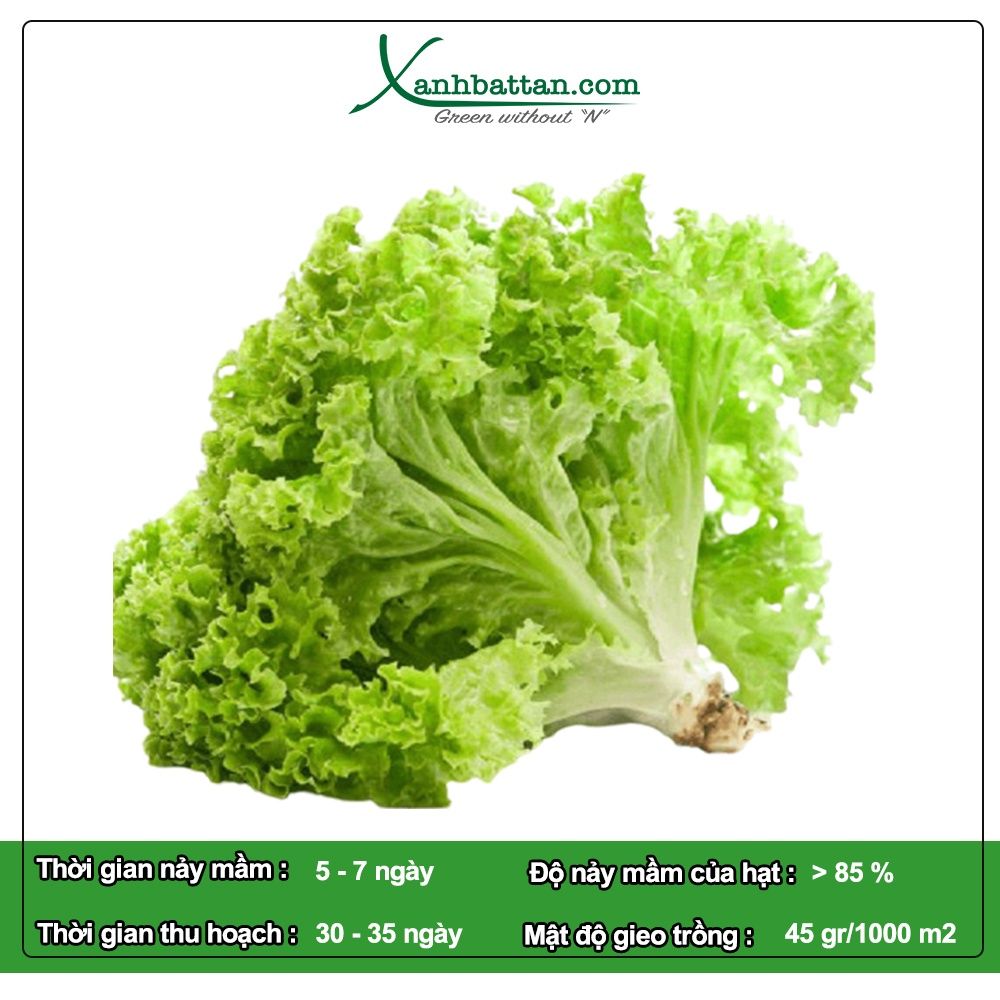 Xanhbattan.com
Green without "N"
Thời gian nảy mầm : 5 - 7 ngày
Độ nảy mầm của hạt : > 85 %
Thời gian thu hoạch : 30 - 35 ngày
Mật độ gieo trồng : 45 gr/1000 m2